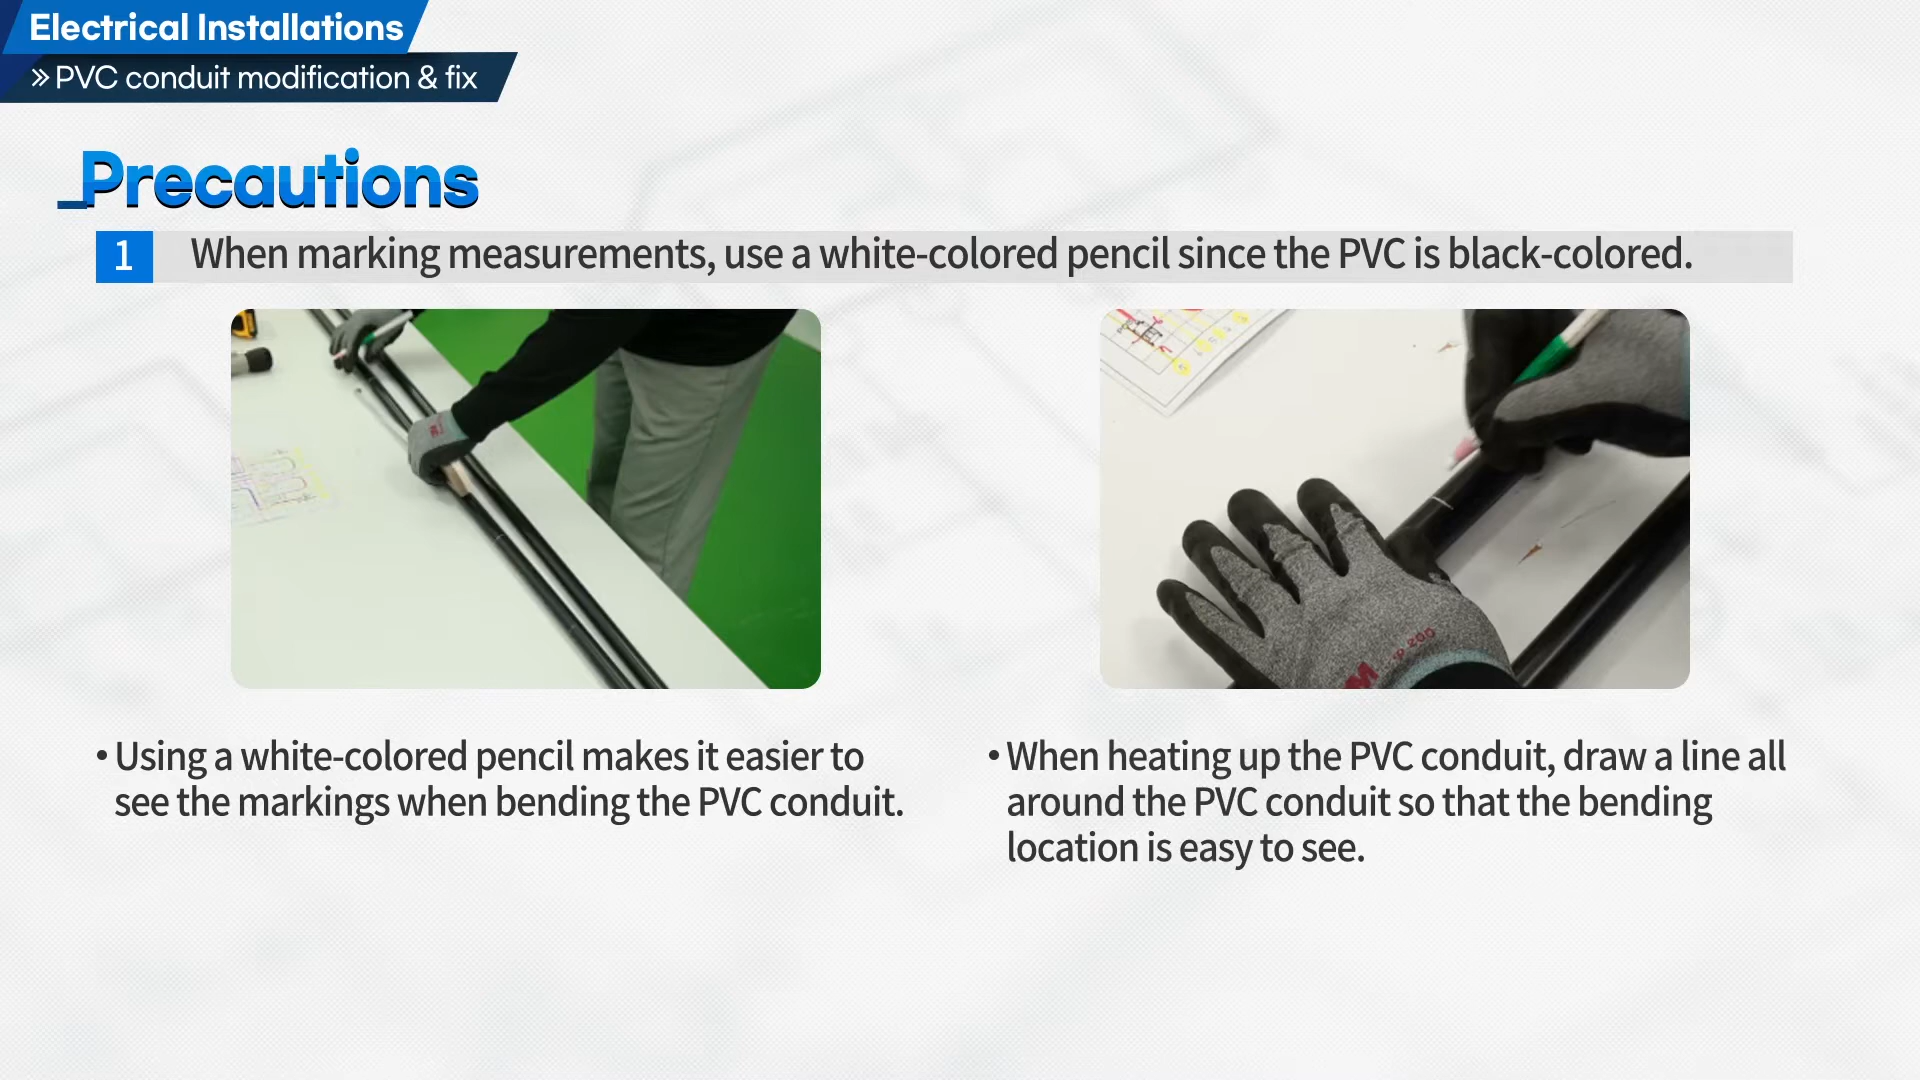 Electrical Installations
» PVC conduit modification & fix
Precautions
1 When marking measurements, use a white-colored pencil since the PVC is black-colored.
• Using a white-colored pencil makes it easier to
see the markings when bending the PVC conduit.
• When heating up the PVC conduit, draw a line all
around the PVC conduit so that the bending
location is easy to see.